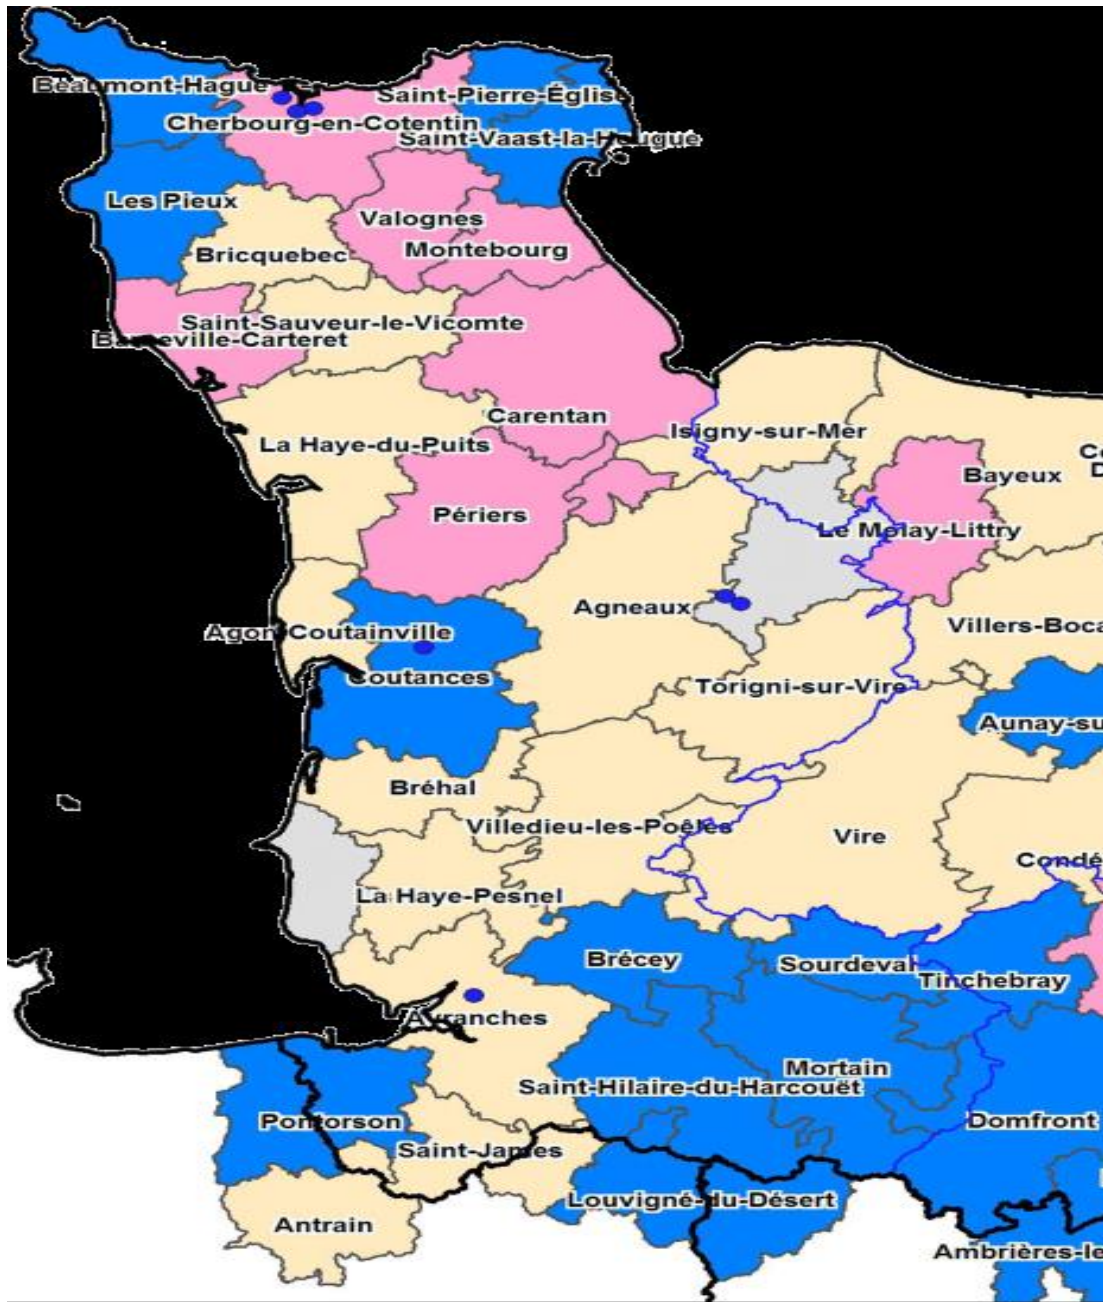 Beaumont-Hague
Saint-Pierre-Église
Cherbourg-en-Cotentin
Saint-Vaast-la-Hougue
Les Pieux
Valognes
Montebourg
Bricquebec
Saint-Sauveur-le-Vicomte
Barneville-Carteret
Carentan
Isigny-sur-Mer
La Haye-du-Puits
Bayeux
Périers
Le Molay-Littry
Agneaux
Villers-Boca
Agon-Coutainville
Coutances
Torigni-sur-Vire
Aunay-su
Bréhal
Villedieu-les-Poêles
Vire
Condé
La Haye-Pesnel
Brécey
Sourdeval
Tinchebray
Avranches
Mortain
Saint-Hilaire-du-Harcouët
Pontorson
Domfront
Saint-James
Louvigné-du-Désert
Antrain
Ambrières-le